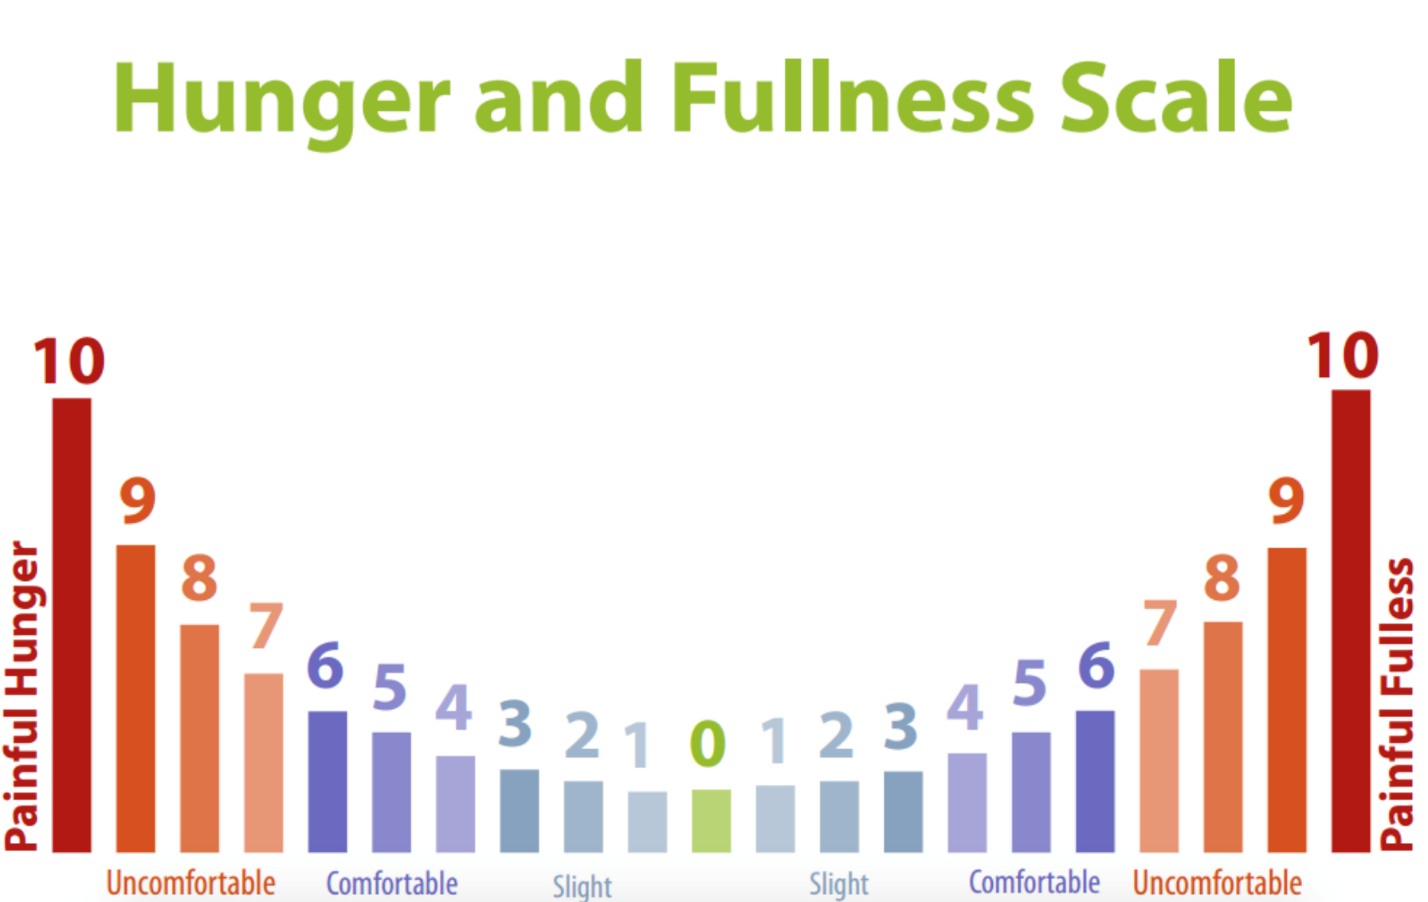 Hunger and Fullness Scale
10 9 8 7 6 5 4 3 2 1 0 1 2 3 4 5 6 7 8 9 10
Painful Hunger
Painful Fulless
Uncomfortable Comfortable Slight Slight Comfortable Uncomfortable